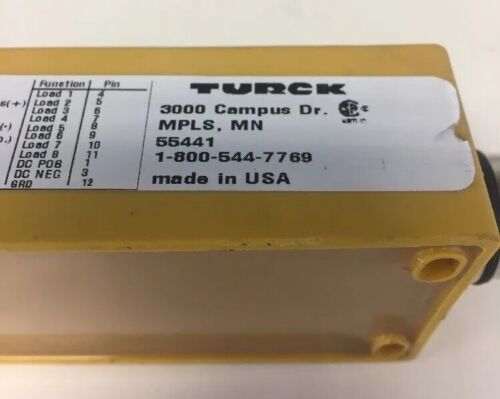 Function Pin
Load 1 4
6(+) Load 2 5
Load 3 6
Load 4 7
(-) Load 5 8
Load 6 9
.) Load 7 10
Load 8 11
DC POS 1
DC NEG 3
GRD 12
TURCK
3000 Campus Dr.
MPLS, MN
55441
1-800-544-7769
made in USA